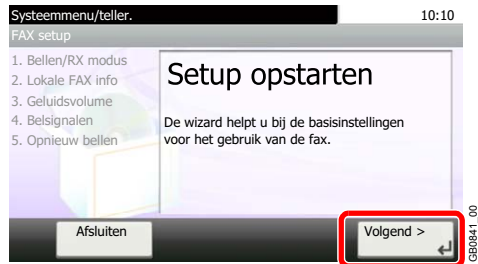 Systeemmenu/teller.
10:10
FAX setup
1. Bellen/RX modus
2. Lokale FAX info
3. Geluidsvolume
4. Belsignalen
5. Opnieuw bellen
Setup opstarten
De wizard helpt u bij de basisinstellingen
voor het gebruik van de fax.
Afsluiten
Volgend >
GB0841_00